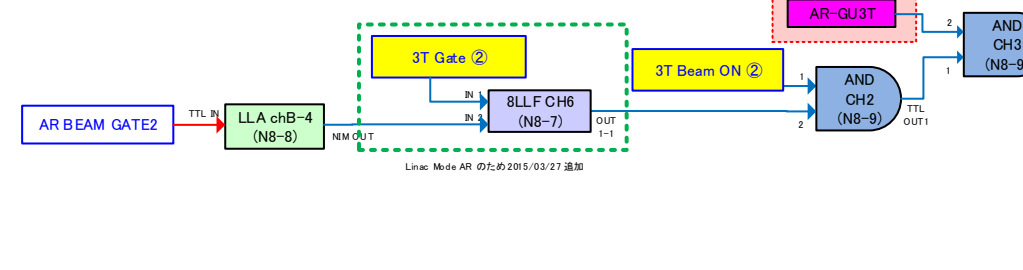 AR-GU3T
2
1
AND
CH3
3T Gate ②
3T Beam ON ②
1
2
AND
CH2
(N8-9)
TTL
OUT1
IN 1
IN 2
8LLF CH6
(N8-7)
OUT
1-1
AR BEAM GATE2
TTL IN
LLA chB-4
(N8-8)
NIM OUT
Linac Mode AR のため2015/03/27 追加